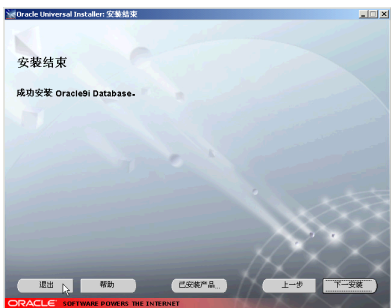 Oracle Universal Installer: 安装结束
安装结束
成功安装 Oracle9i Database。
退出
帮助
已安装产品...
上一步
下一安装
ORACLE SOFTWARE POWERS THE INTERNET